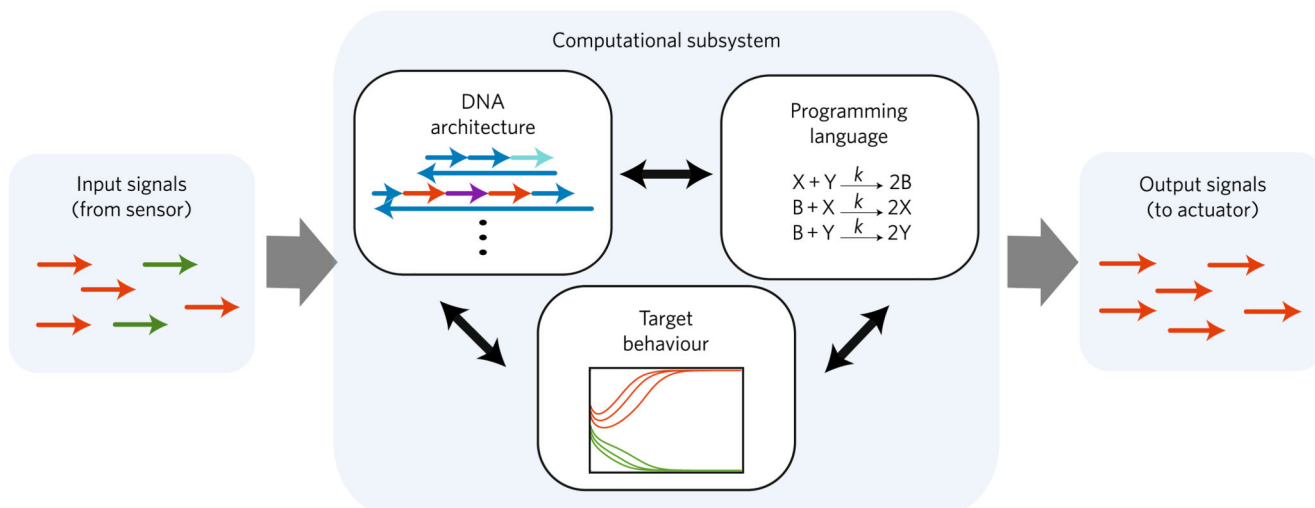 Computational subsystem
Input signals
(from sensor)
DNA
architecture
Programming
language
X + Y —k→ 2B
B + X —k→ 2X
B + Y —k→ 2Y
Target
behaviour
Output signals
(to actuator)